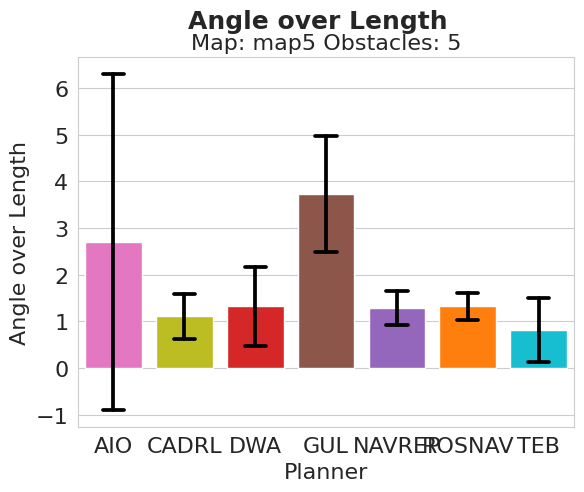 Angle over Length
Map: map5 Obstacles: 5
Angle over Length
6
5
4
3
2
1
0
−1
AIO CADRL DWA GUL NAVREP ROSNAV TEB
Planner